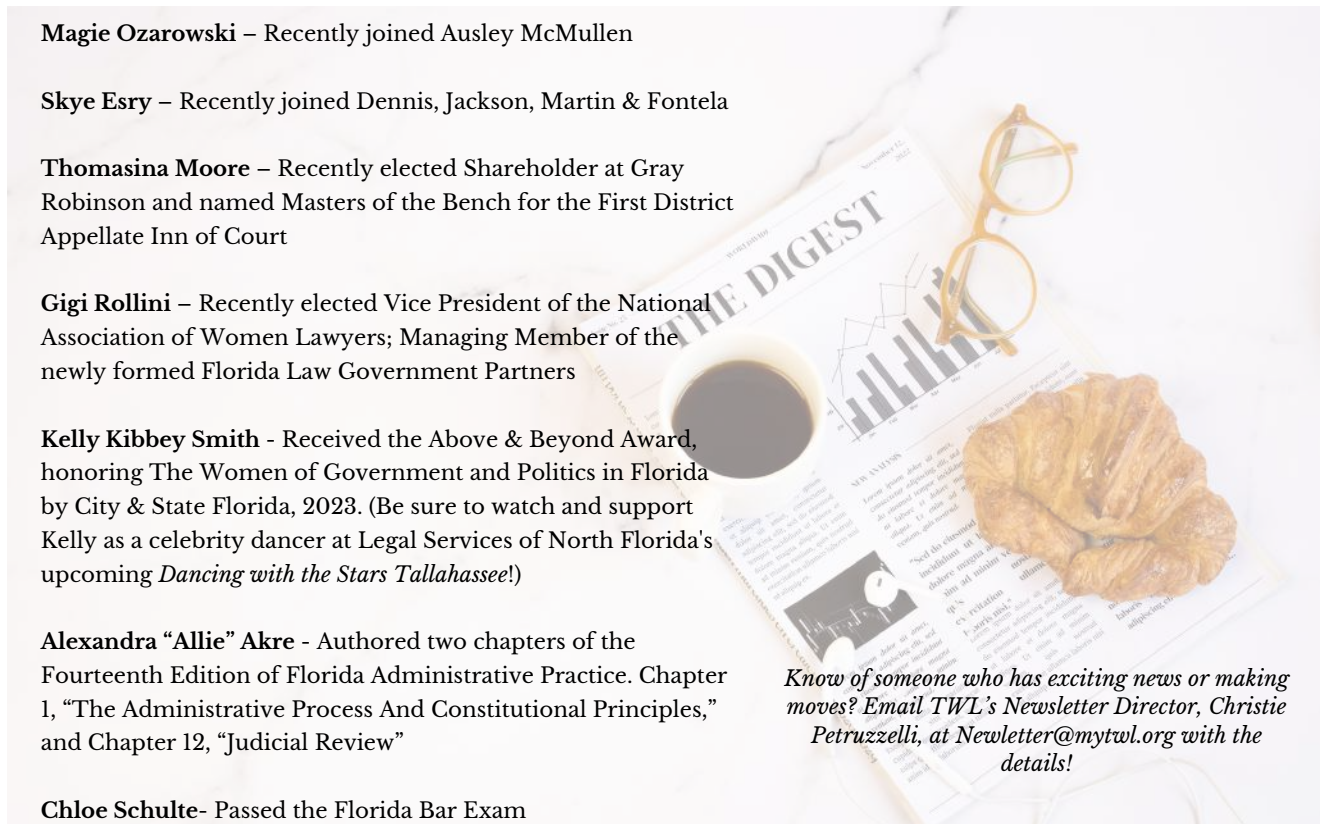 Magie Ozarowski – Recently joined Ausley McMullen
Skye Esry – Recently joined Dennis, Jackson, Martin & Fontela
Thomasina Moore – Recently elected Shareholder at Gray
Robinson and named Masters of the Bench for the First District
Appellate Inn of Court
Gigi Rollini – Recently elected Vice President of the National
Association of Women Lawyers; Managing Member of the
newly formed Florida Law Government Partners
Kelly Kibbey Smith - Received the Above & Beyond Award,
honoring The Women of Government and Politics in Florida
by City & State Florida, 2023. (Be sure to watch and support
Kelly as a celebrity dancer at Legal Services of North Florida's
upcoming Dancing with the Stars Tallahassee!)
Alexandra “Allie” Akre - Authored two chapters of the
Fourteenth Edition of Florida Administrative Practice. Chapter
1, “The Administrative Process And Constitutional Principles,”
and Chapter 12, “Judicial Review”
Chloe Schulte- Passed the Florida Bar Exam
THE DIGEST
Know of someone who has exciting news or making
moves? Email TWL’s Newsletter Director, Christie
Petruzzelli, at Newletter@mytwl.org with the
details!